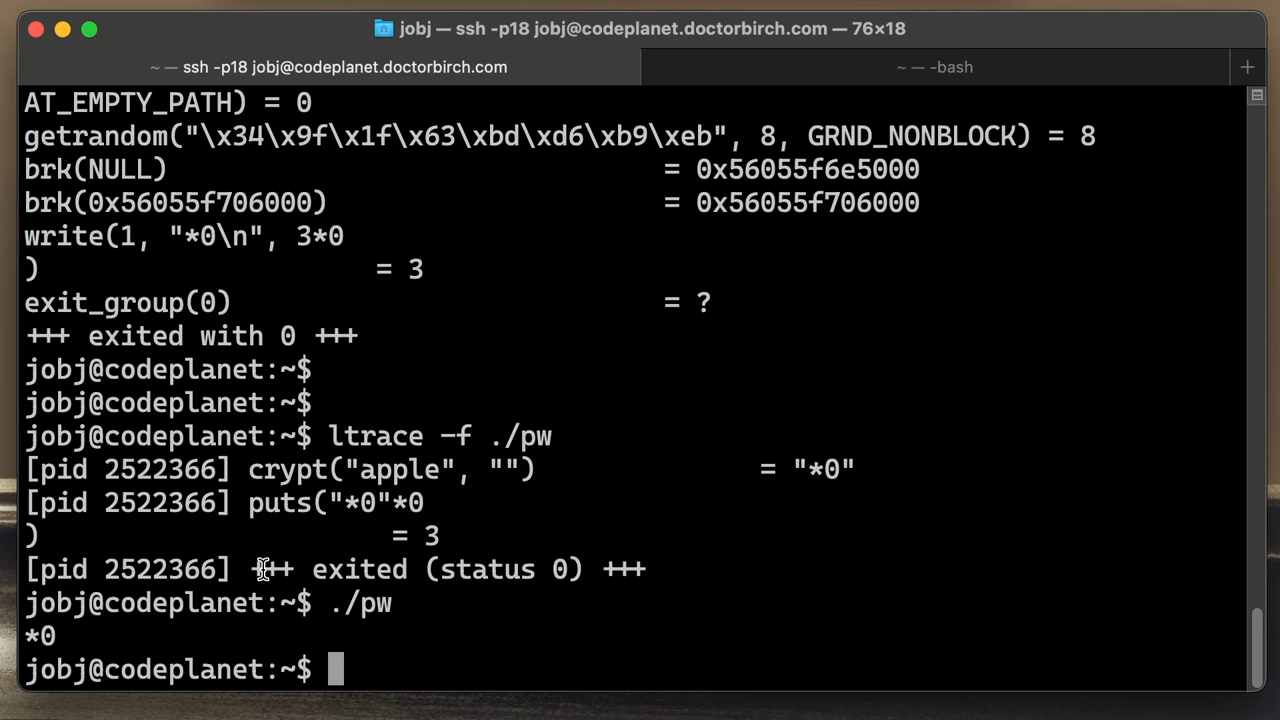 jobj — ssh -p18 jobj@codeplanet.doctorbirch.com — 76×18
~ — ssh -p18 jobj@codeplanet.doctorbirch.com
~ — -bash
+
AT_EMPTY_PATH) = 0
getrandom("\x34\x9f\x1f\x63\xbd\xd6\xb9\xeb", 8, GRND_NONBLOCK) = 8
brk(NULL) = 0x56055f6e5000
brk(0x56055f706000) = 0x56055f706000
write(1, "*0\n", 3*0
) = 3
exit_group(0) = ?
+++ exited with 0 +++
jobj@codeplanet:~$
jobj@codeplanet:~$
jobj@codeplanet:~$ ltrace -f ./pw
[pid 2522366] crypt("apple", "") = "*0"
[pid 2522366] puts("*0"*0
) = 3
[pid 2522366] +++ exited (status 0) +++
jobj@codeplanet:~$ ./pw
*0
jobj@codeplanet:~$